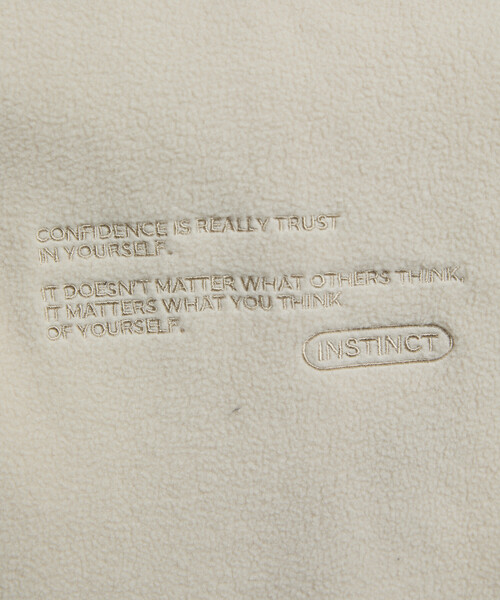 CONFIDENCE IS REALLY TRUST
IN YOURSELF.
IT DOESN'T MATTER WHAT OTHERS THINK,
IT MATTERS WHAT YOU THINK
OF YOURSELF.
INSTINCT